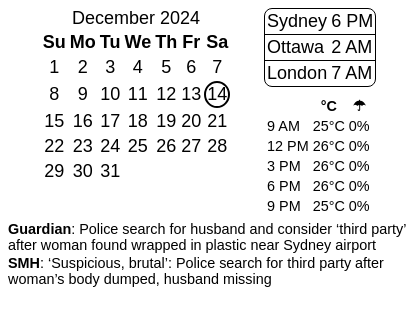 December 2024
Su Mo Tu We Th Fr Sa
1 2 3 4 5 6 7
8 9 10 11 12 13 14
15 16 17 18 19 20 21
22 23 24 25 26 27 28
29 30 31
Sydney 6 PM
Ottawa 2 AM
London 7 AM
°C ☂
9 AM 25°C 0%
12 PM 26°C 0%
3 PM 26°C 0%
6 PM 26°C 0%
9 PM 25°C 0%
Guardian: Police search for husband and consider ‘third party’
after woman found wrapped in plastic near Sydney airport
SMH: ‘Suspicious, brutal’: Police search for third party after
woman’s body dumped, husband missing